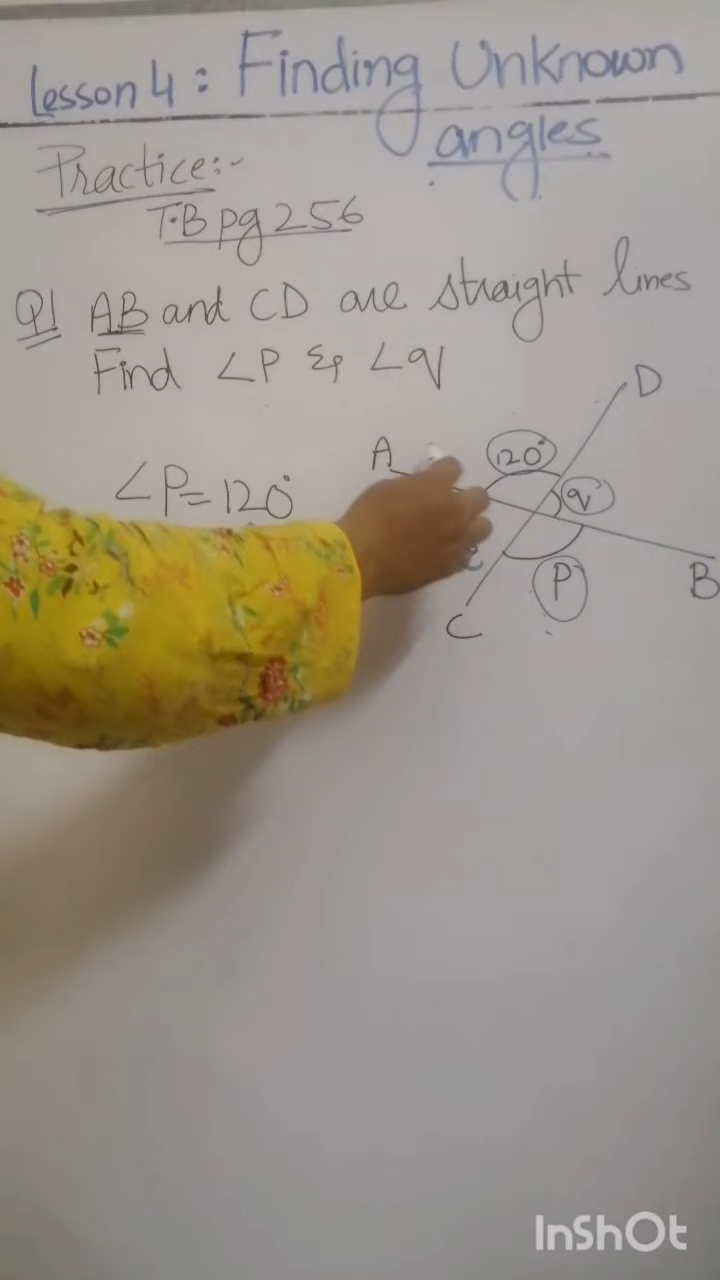 Lesson 4: Finding Unknown
angles
Practice:-
T.B pg 256
Q1 AB and CD are straight lines
Find ∠P & ∠q
D
A
120°
∠P = 120°
q
P
B
C
InShOt